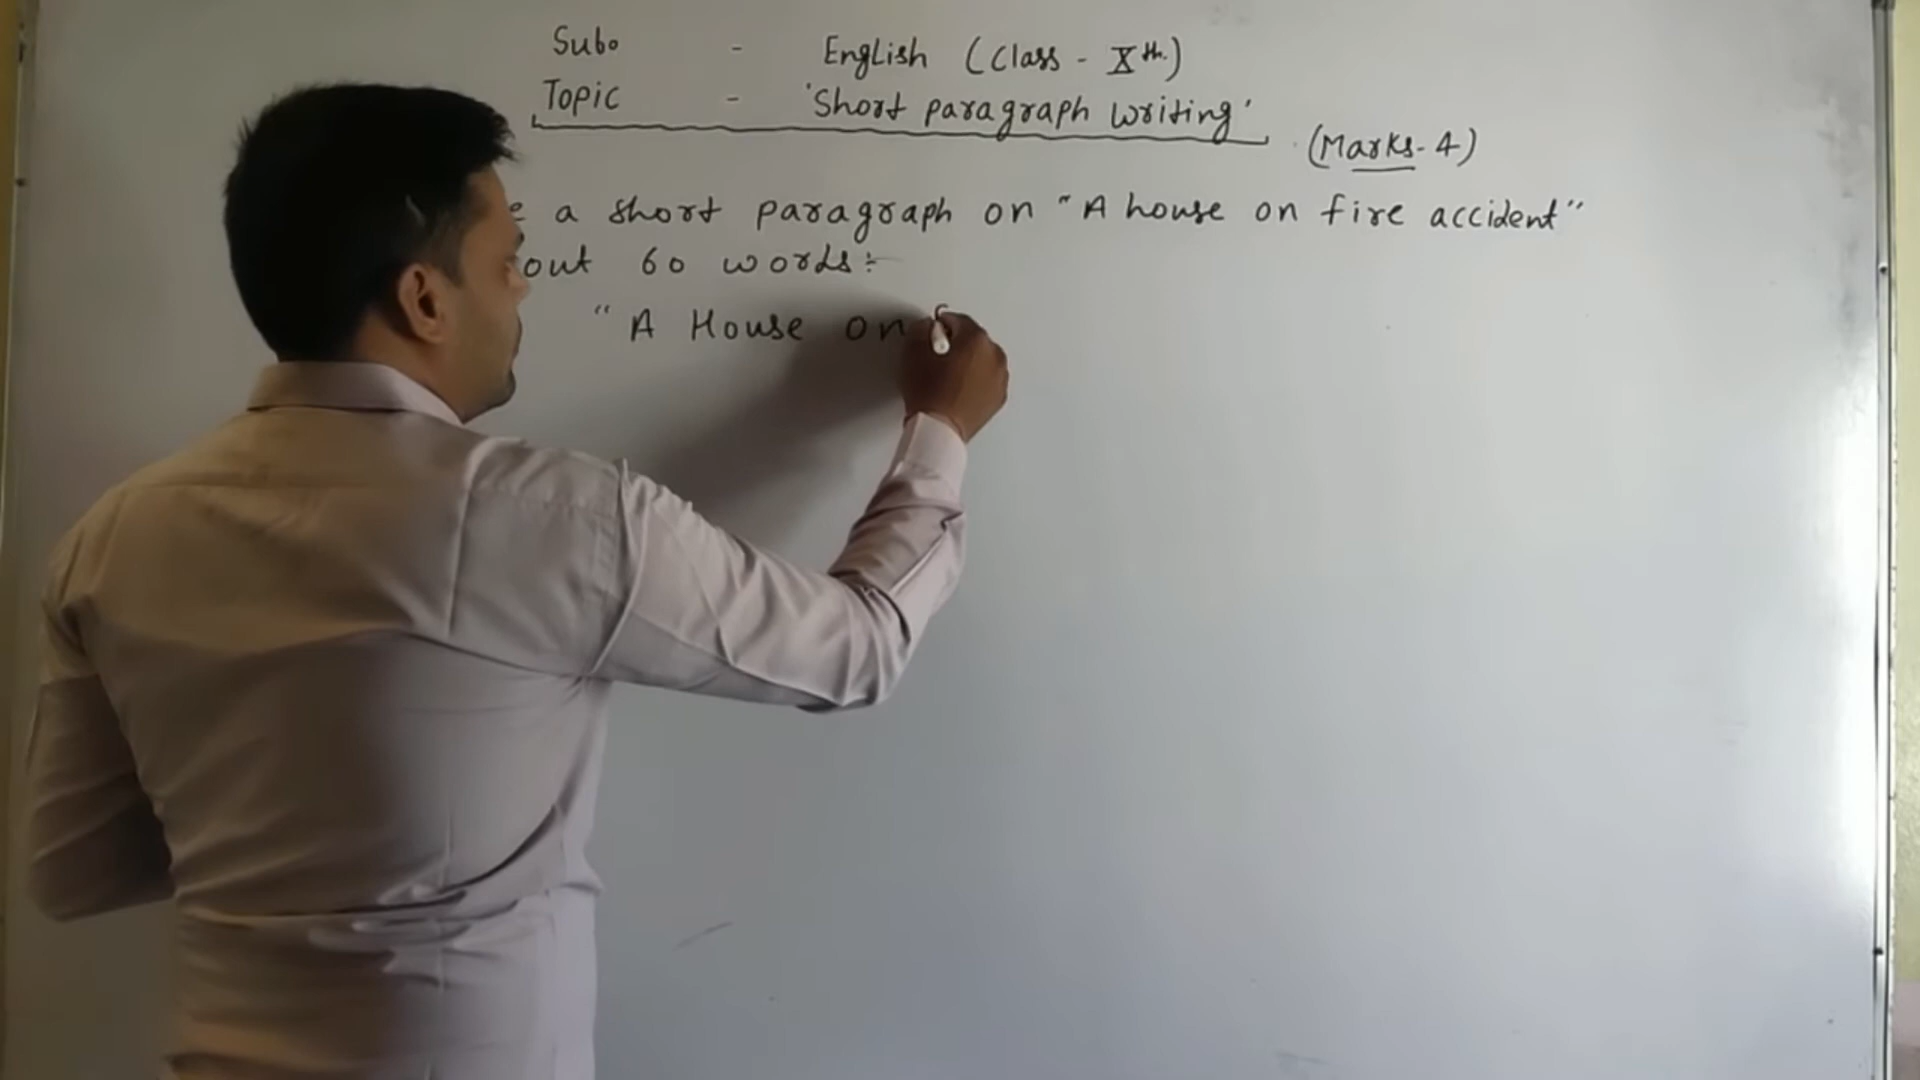 Sub. - English (Class - Xth.)
Topic - 'Short paragraph writing'
(Marks-4)
a short paragraph on "A house on fire accident"
out 60 words:-
"A House on